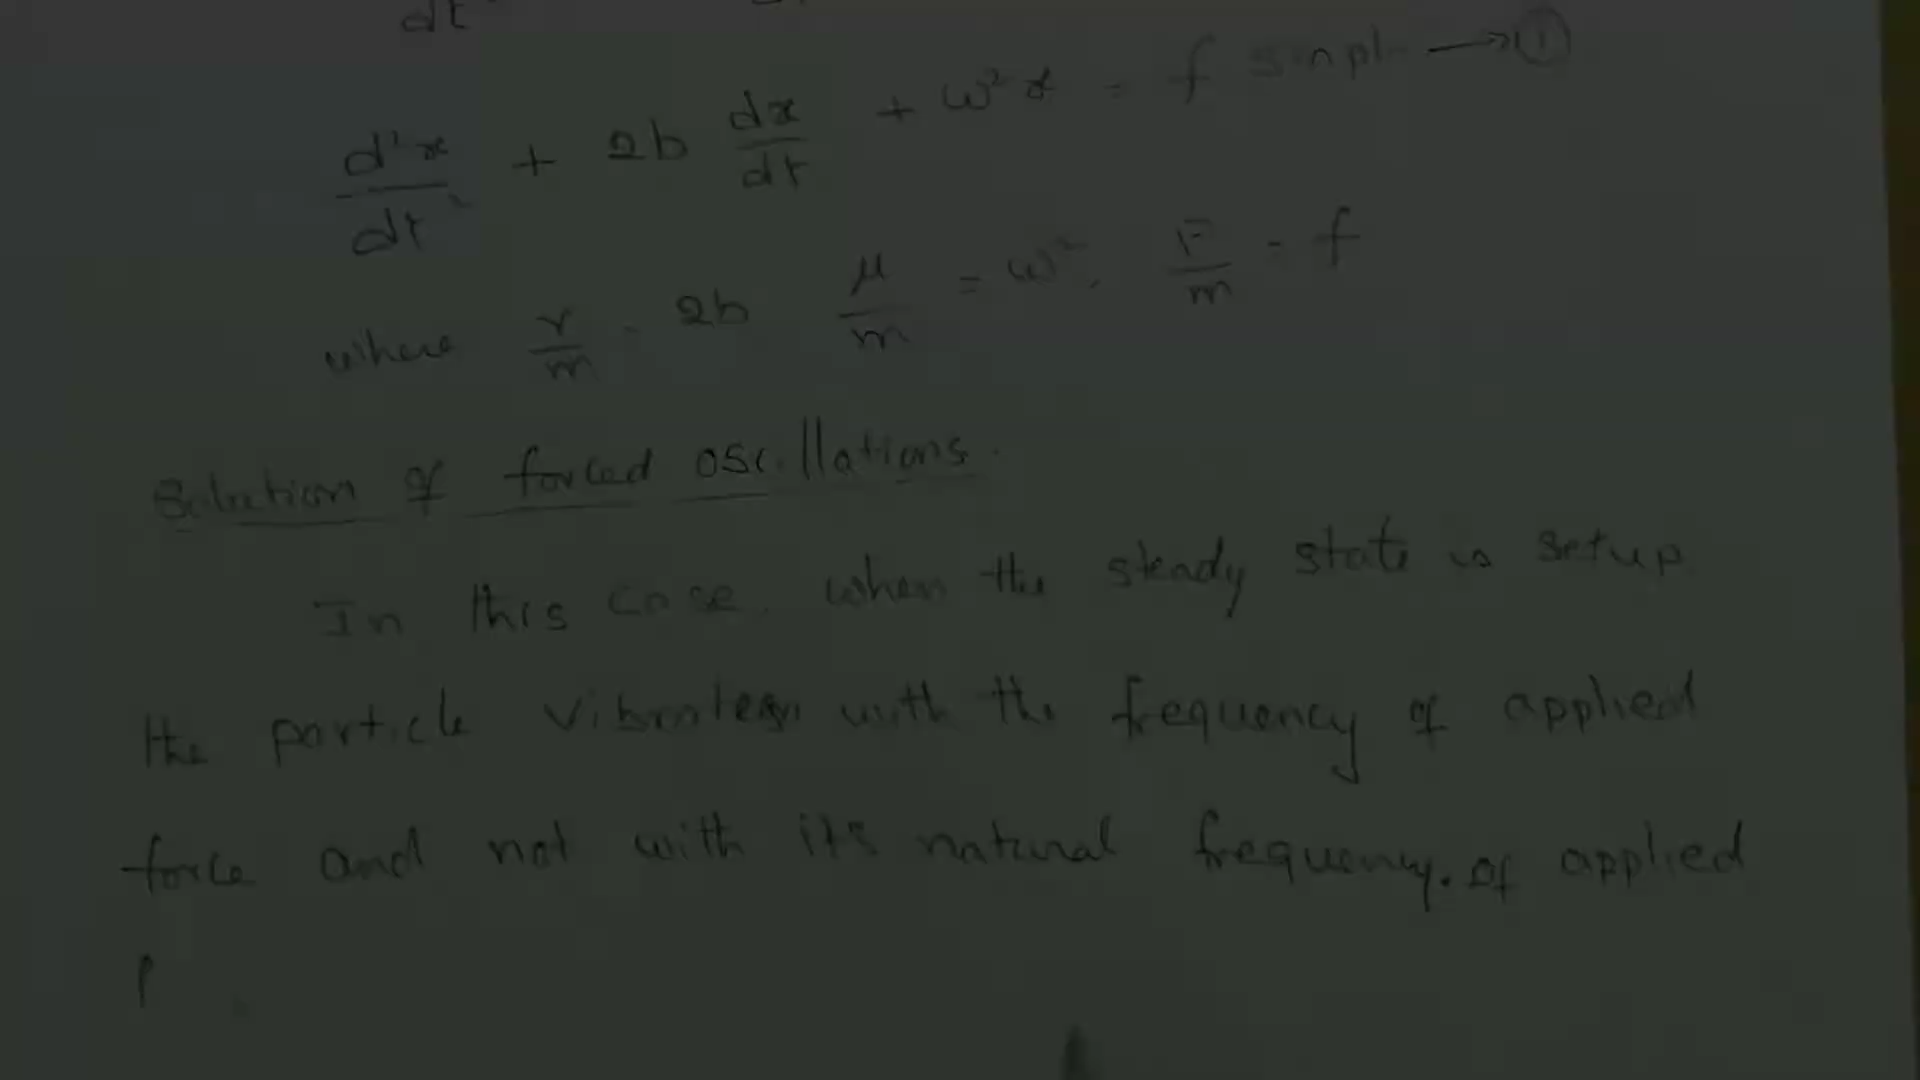 dt
d²x/dt² + 2b dx/dt + ω²x = f sinpt → ①
where r/m = 2b μ/m = ω², F/m = f
Solution of forced oscillations.
In this case, when the steady state is setup
the particle vibrates with the frequency of applied
force and not with its natural frequency. of applied